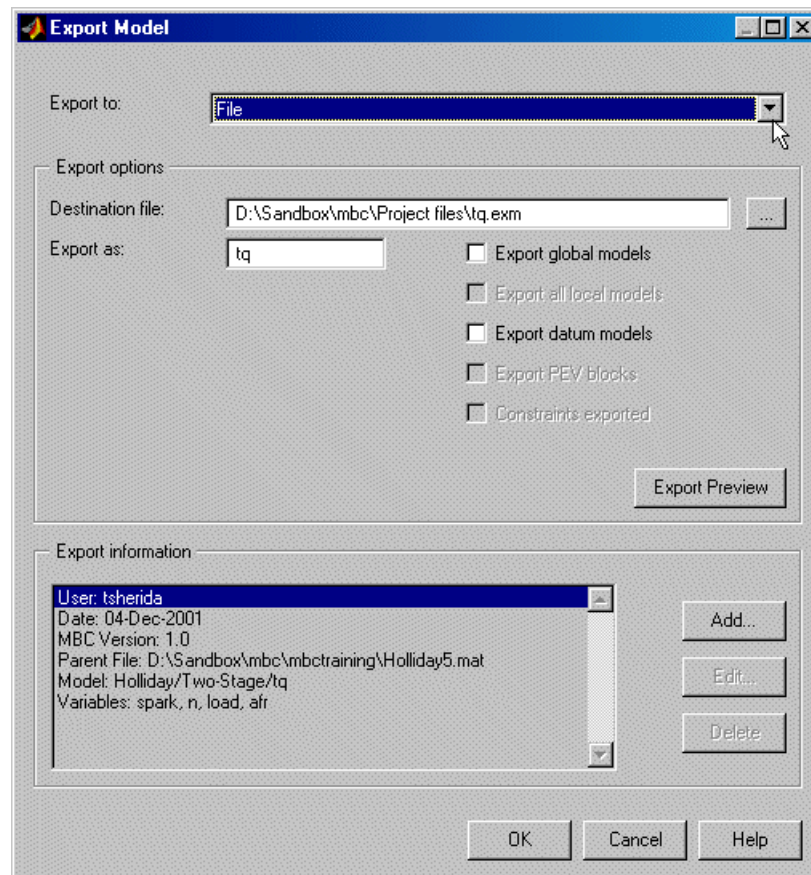 Export Model
Export to:
File
Export options
Destination file:
D:\Sandbox\mbc\Project files\tq.exm
...
Export as:
tq
Export global models
Export all local models
Export datum models
Export PEV blocks
Constraints exported
Export Preview
Export information
User: tsherida
Date: 04-Dec-2001
MBC Version: 1.0
Parent File: D:\Sandbox\mbc\mbctraining\Holliday5.mat
Model: Holliday/Two-Stage/tq
Variables: spark, n, load, afr
Add...
Edit...
Delete
OK
Cancel
Help